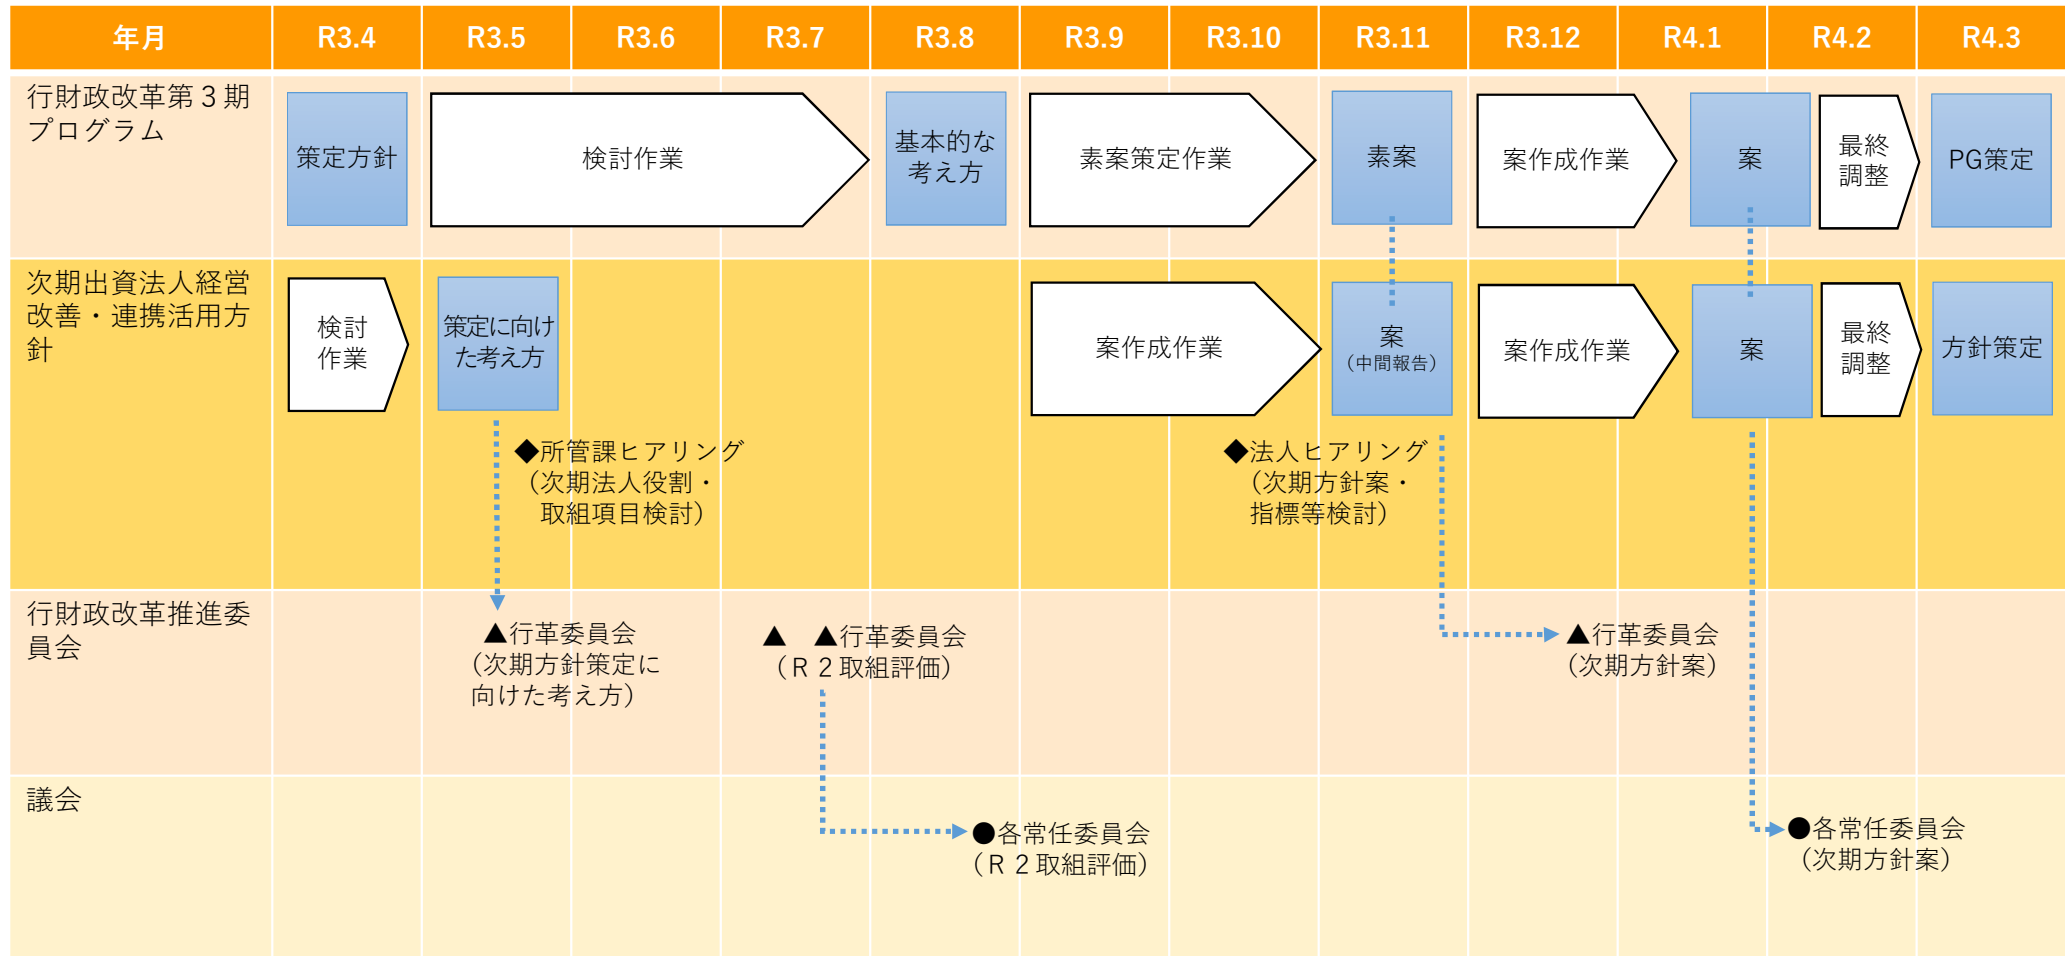 年月 R3.4 R3.5 R3.6 R3.7 R3.8 R3.9 R3.10 R3.11 R3.12 R4.1 R4.2 R4.3
行財政改革第３期
プログラム
策定方針
検討作業
基本的な
考え方
素案策定作業
素案
案作成作業
案
最終
調整
PG策定
次期出資法人経営
改善・連携活用方
針
検討
作業
策定に向け
た考え方
案作成作業
案
（中間報告）
案作成作業
案
最終
調整
方針策定
◆所管課ヒアリング
（次期法人役割・
取組項目検討）
◆法人ヒアリング
（次期方針案・
指標等検討）
行財政改革推進委
員会
▲行革委員会
（次期方針策定に
向けた考え方）
▲　▲行革委員会
（Ｒ２取組評価）
▲行革委員会
（次期方針案）
議会
●各常任委員会
（Ｒ２取組評価）
●各常任委員会
（次期方針案）